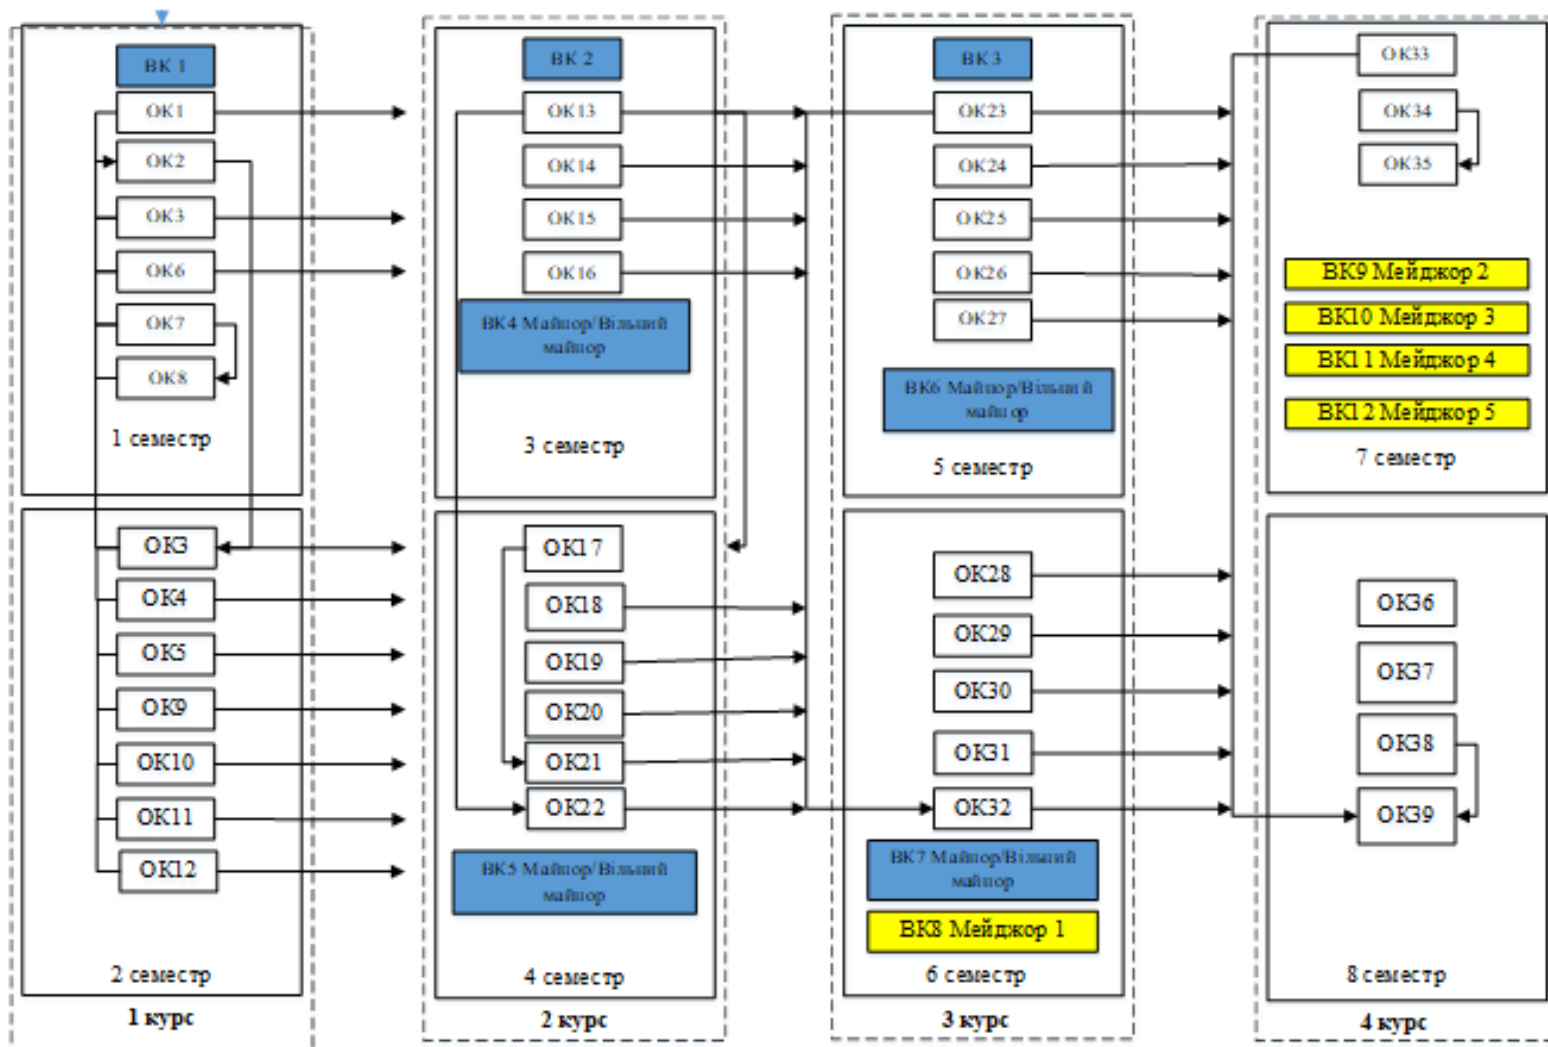 ВК 1
ОК1
ОК2
ОК3
ОК6
ОК7
ОК8
1 семестр
ОК3
ОК4
ОК5
ОК9
ОК10
ОК11
ОК12
2 семестр
1 курс
ВК 2
ОК13
ОК14
ОК15
ОК16
ВК4 Майнор/Вільний
майнор
3 семестр
ОК17
ОК18
ОК19
ОК20
ОК21
ОК22
ВК5 Майнор/Вільний
майнор
4 семестр
2 курс
ВК 3
ОК23
ОК24
ОК25
ОК26
ОК27
ВК6 Майнор/Вільний
майнор
5 семестр
ОК28
ОК29
ОК30
ОК31
ОК32
ВК7 Майнор/Вільний
майнор
ВК8 Мейджор 1
6 семестр
3 курс
ОК33
ОК34
ОК35
ВК9 Мейджор 2
ВК10 Мейджор 3
ВК11 Мейджор 4
ВК12 Мейджор 5
7 семестр
ОК36
ОК37
ОК38
ОК39
8 семестр
4 курс